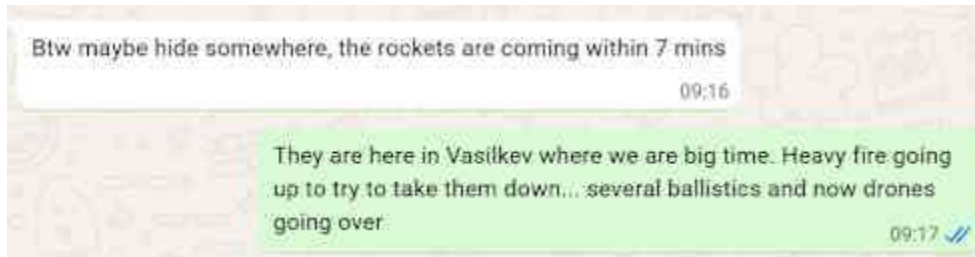 Btw maybe hide somewhere, the rockets are coming within 7 mins
09:16
They are here in Vasilkev where we are big time. Heavy fire going
up to try to take them down... several ballistics and now drones
going over
09:17